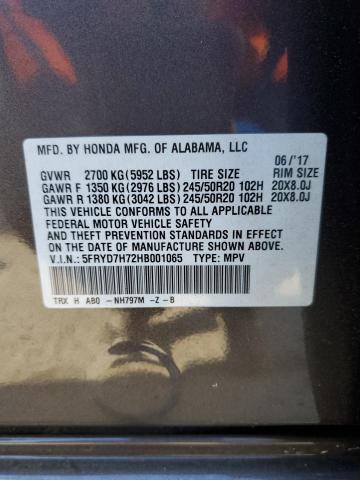 MFD. BY HONDA MFG. OF ALABAMA, LLC
06/'17
GVWR 2700 KG(5952 LBS) TIRE SIZE RIM SIZE
GAWR F 1350 KG(2976 LBS) 245/50R20 102H 20X8.0J
GAWR R 1380 KG(3042 LBS) 245/50R20 102H 20X8.0J
THIS VEHICLE CONFORMS TO ALL APPLICABLE
FEDERAL MOTOR VEHICLE SAFETY
AND THEFT PREVENTION STANDARDS IN EFFECT
ON THE DATE OF MANUFACTURE SHOWN ABOVE.
V.I.N.: 5FRYD7H72HB001065 TYPE: MPV
TRX H AB0 -NH797M -Z -B